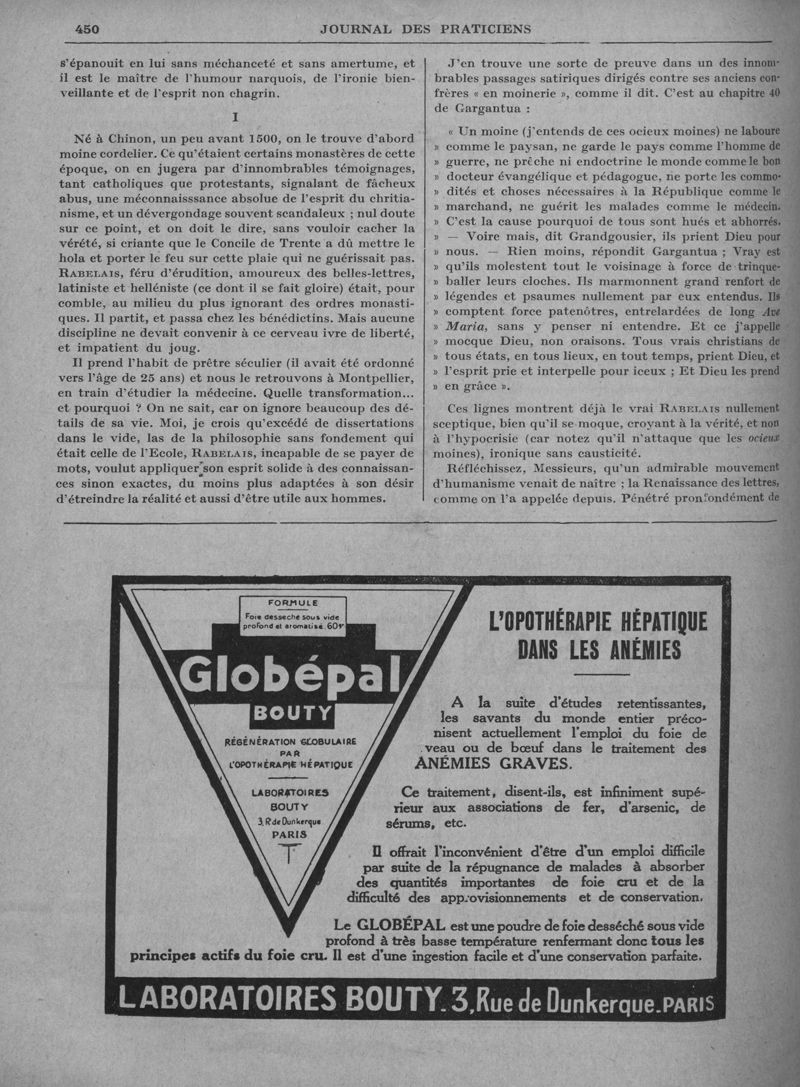 450
JOURNAL DES PRATICIENS
s'épanouit en lui sans méchanceté et sans amertume, et
il est le maître de l'humour narquois, de l'ironie bien-
veillante et de l'esprit non chagrin.
I
Né à Chinon, un peu avant 1500, on le trouve d'abord
moine cordelier. Ce qu'étaient certains monastères de cette
époque, on en jugera par d'innombrables témoignages,
tant catholiques que protestants, signalant de fâcheux
abus, une méconnaisssance absolue de l'esprit du chritia-
nisme, et un dévergondage souvent scandaleux ; nul doute
sur ce point, et on doit le dire, sans vouloir cacher la
vérété, si criante que le Concile de Trente a dû mettre le
hola et porter le feu sur cette plaie qui ne guérissait pas.
RABELAIS, féru d'érudition, amoureux des belles-lettres,
latiniste et helléniste (ce dont il se fait gloire) était, pour
comble, au milieu du plus ignorant des ordres monasti-
ques. Il partit, et passa chez les bénédictins. Mais aucune
discipline ne devait convenir à ce cerveau ivre de liberté,
et impatient du joug.
Il prend l'habit de prêtre séculier (il avait été ordonné
vers l'âge de 25 ans) et nous le retrouvons à Montpellier,
en train d'étudier la médecine. Quelle transformation...
et pourquoi ? On ne sait, car on ignore beaucoup des dé-
tails de sa vie. Moi, je crois qu'excédé de dissertations
dans le vide, las de la philosophie sans fondement qui
était celle de l'Ecole, RABELAIS, incapable de se payer de
mots, voulut appliquer son esprit solide à des connaissan-
ces sinon exactes, du moins plus adaptées à son désir
d'étreindre la réalité et aussi d'être utile aux hommes.
J'en trouve une sorte de preuve dans un des innom-
brables passages satiriques dirigés contre ses anciens con-
frères « en moinerie », comme il dit. C'est au chapitre 40
de Gargantua :
« Un moine (j'entends de ces ocieux moines) ne laboure
» comme le paysan, ne garde le pays comme l'homme de
» guerre, ne prêche ni endoctrine le monde comme le bon
» docteur évangélique et pédagogue, ne porte les commo-
» dités et choses nécessaires à la République comme le
» marchand, ne guérit les malades comme le médecin.
» C'est la cause pourquoi de tous sont hués et abhorrés.
» — Voire mais, dit Grandgousier, ils prient Dieu pour
» nous. — Rien moins, répondit Gargantua ; Vray est
» qu'ils molestent tout le voisinage à force de trinque-
» baller leurs cloches. Ils marmonnent grand renfort de
» légendes et psaumes nullement par eux entendus. Ils
» comptent force patenôtres, entrelardées de long Ave
» Maria, sans y penser ni entendre. Et ce j'appelle
» mocque Dieu, non oraisons. Tous vrais christians de
» tous états, en tous lieux, en tout temps, prient Dieu, et
» l'esprit prie et interpelle pour iceux ; Et Dieu les prend
» en grâce ».
Ces lignes montrent déjà le vrai RABELAIS nullement
sceptique, bien qu'il se moque, croyant à la vérité, et non
à l'hypocrisie (car notez qu'il n'attaque que les ocieux
moines), ironique sans causticité.
Réfléchissez, Messieurs, qu'un admirable mouvement
d'humanisme venait de naître ; la Renaissance des lettres,
comme on l'a appelée depuis. Pénétré pronfondément de
FORMULE
Foie desséché sous vide
profond et aromatisé. 60gr
Globépal
BOUTY
RÉGÉNÉRATION GLOBULAIRE
PAR
L'OPOTHÉRAPIE HÉPATIQUE
LABORATOIRES
BOUTY
3, R. de Dunkerque
PARIS
T
L'OPOTHÉRAPIE HÉPATIQUE
DANS LES ANÉMIES
A la suite d'études retentissantes,
les savants du monde entier préco-
nisent actuellement l'emploi du foie de
veau ou de bœuf dans le traitement des
ANÉMIES GRAVES.
Ce traitement, disent-ils, est infiniment supé-
rieur aux associations de fer, d'arsenic, de
sérums, etc.
Il offrait l'inconvénient d'être d'un emploi difficile
par suite de la répugnance de malades à absorber
des quantités importantes de foie cru et de la
difficulté des approvisionnements et de conservation.
Le GLOBÉPAL est une poudre de foie desséché sous vide
profond à très basse température renfermant donc tous les
principes actifs du foie cru. Il est d'une ingestion facile et d'une conservation parfaite.
LABORATOIRES BOUTY. 3, Rue de Dunkerque. PARIS